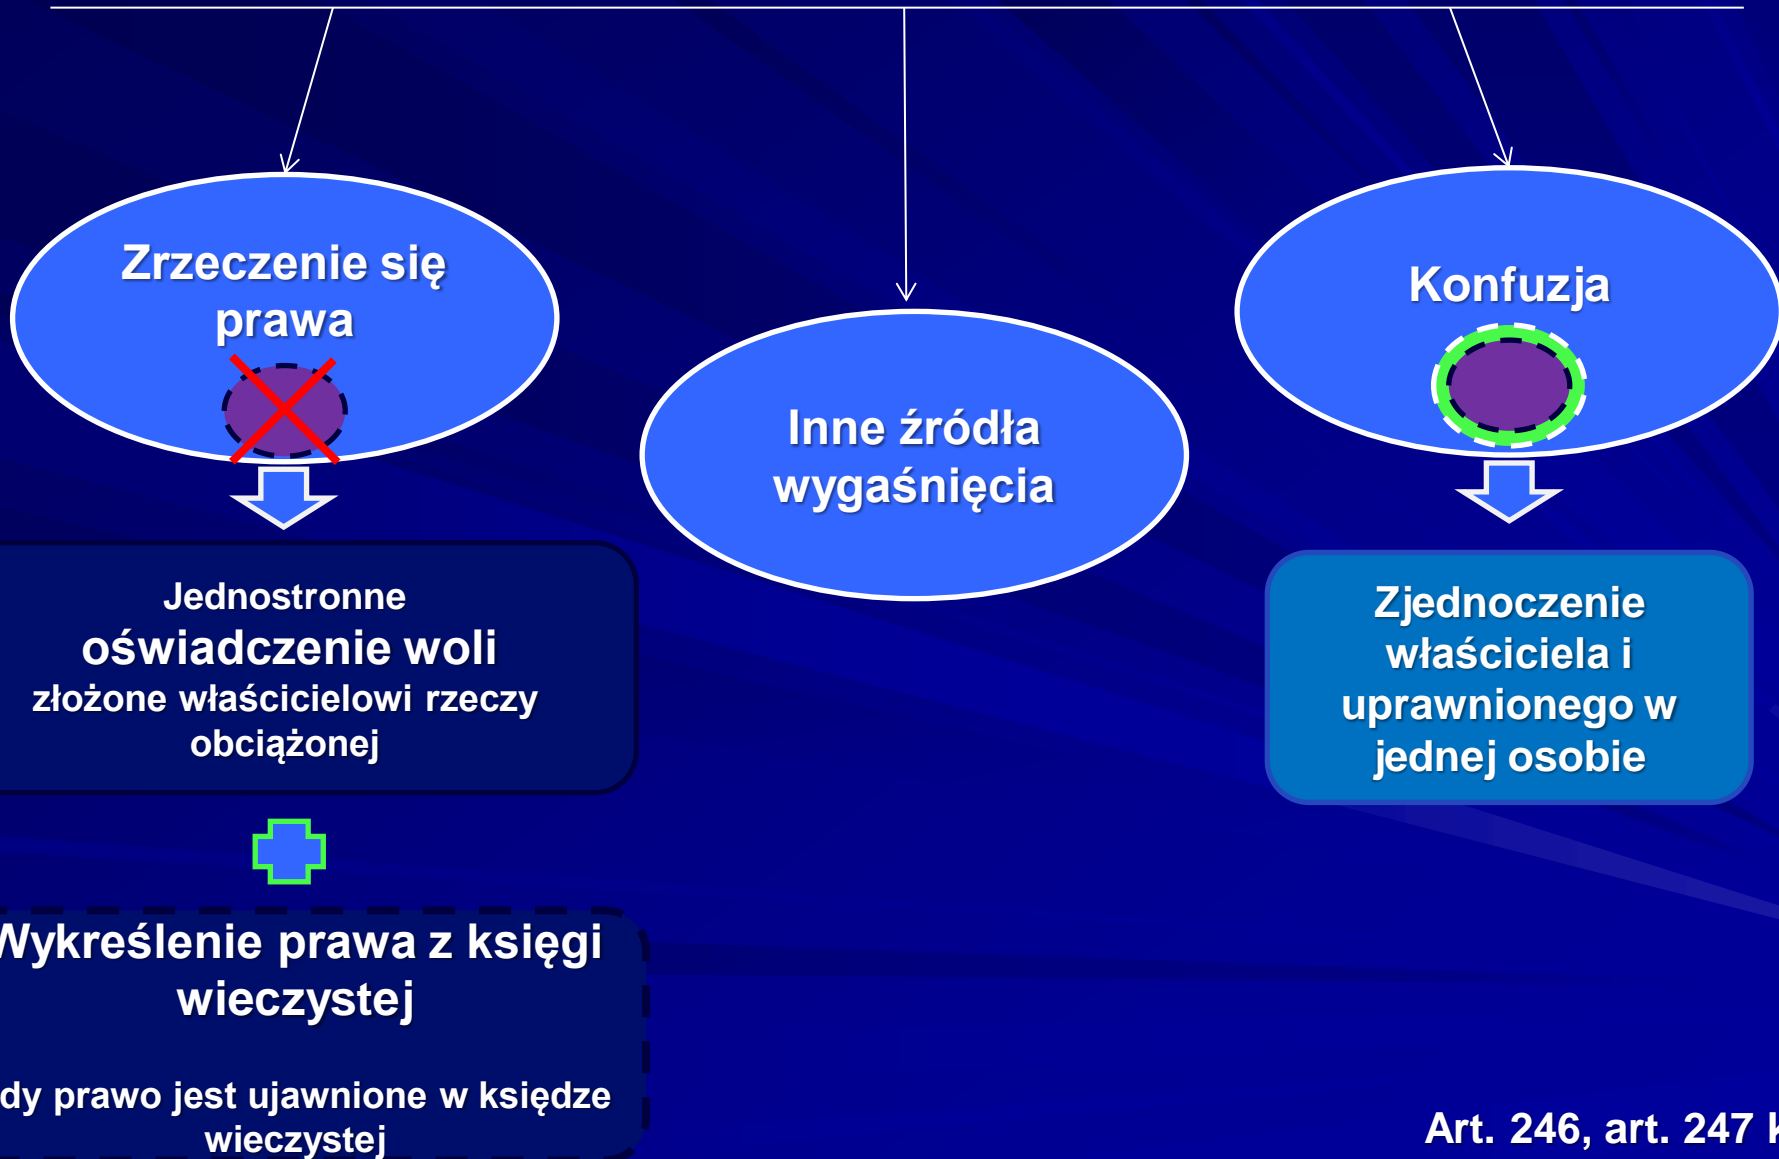 Zrzeczenie się
prawa
Konfuzja
Inne źródła
wygaśnięcia
Jednostronne
oświadczenie woli
złożone właścicielowi rzeczy
obciążonej
Zjednoczenie
właściciela i
uprawnionego w
jednej osobie
Wykreślenie prawa z księgi
wieczystej
dy prawo jest ujawnione w księdze
wieczystej
Art. 246, art. 247 k